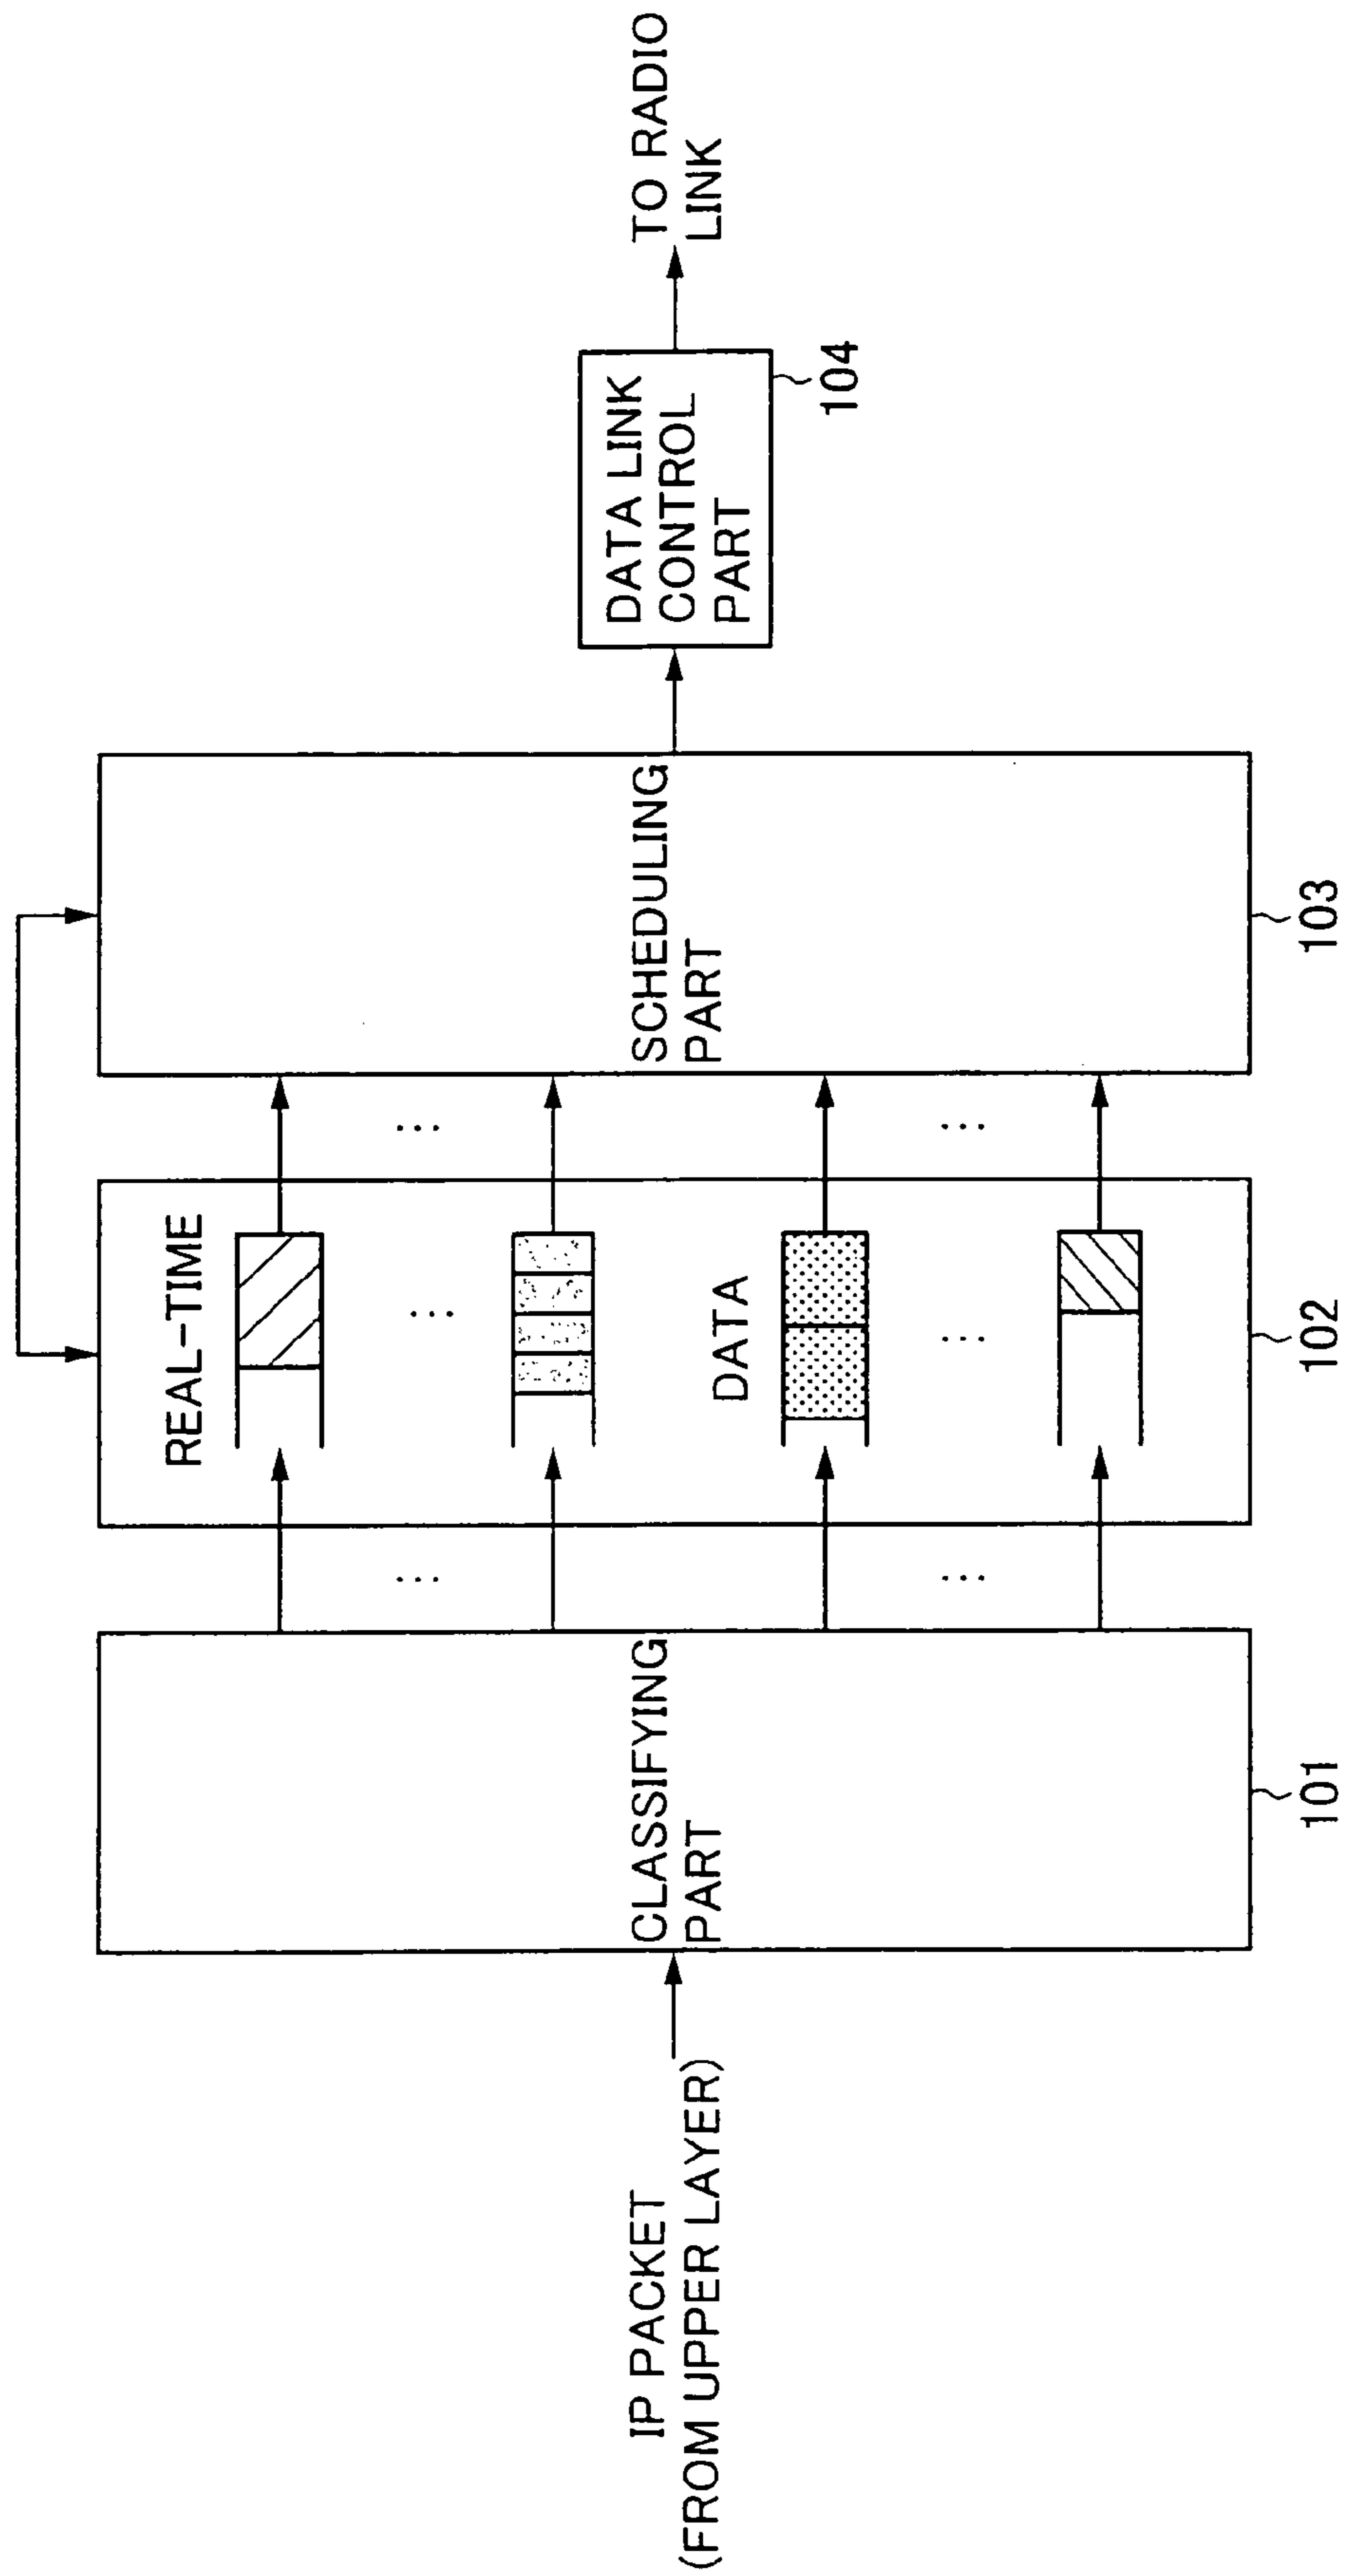 IP PACKET
(FROM UPPER LAYER)
CLASSIFYING
PART
101
...
...
REAL-TIME
...
DATA
...
102
...
...
SCHEDULING
PART
103
DATA LINK
CONTROL
PART
104
TO RADIO
LINK